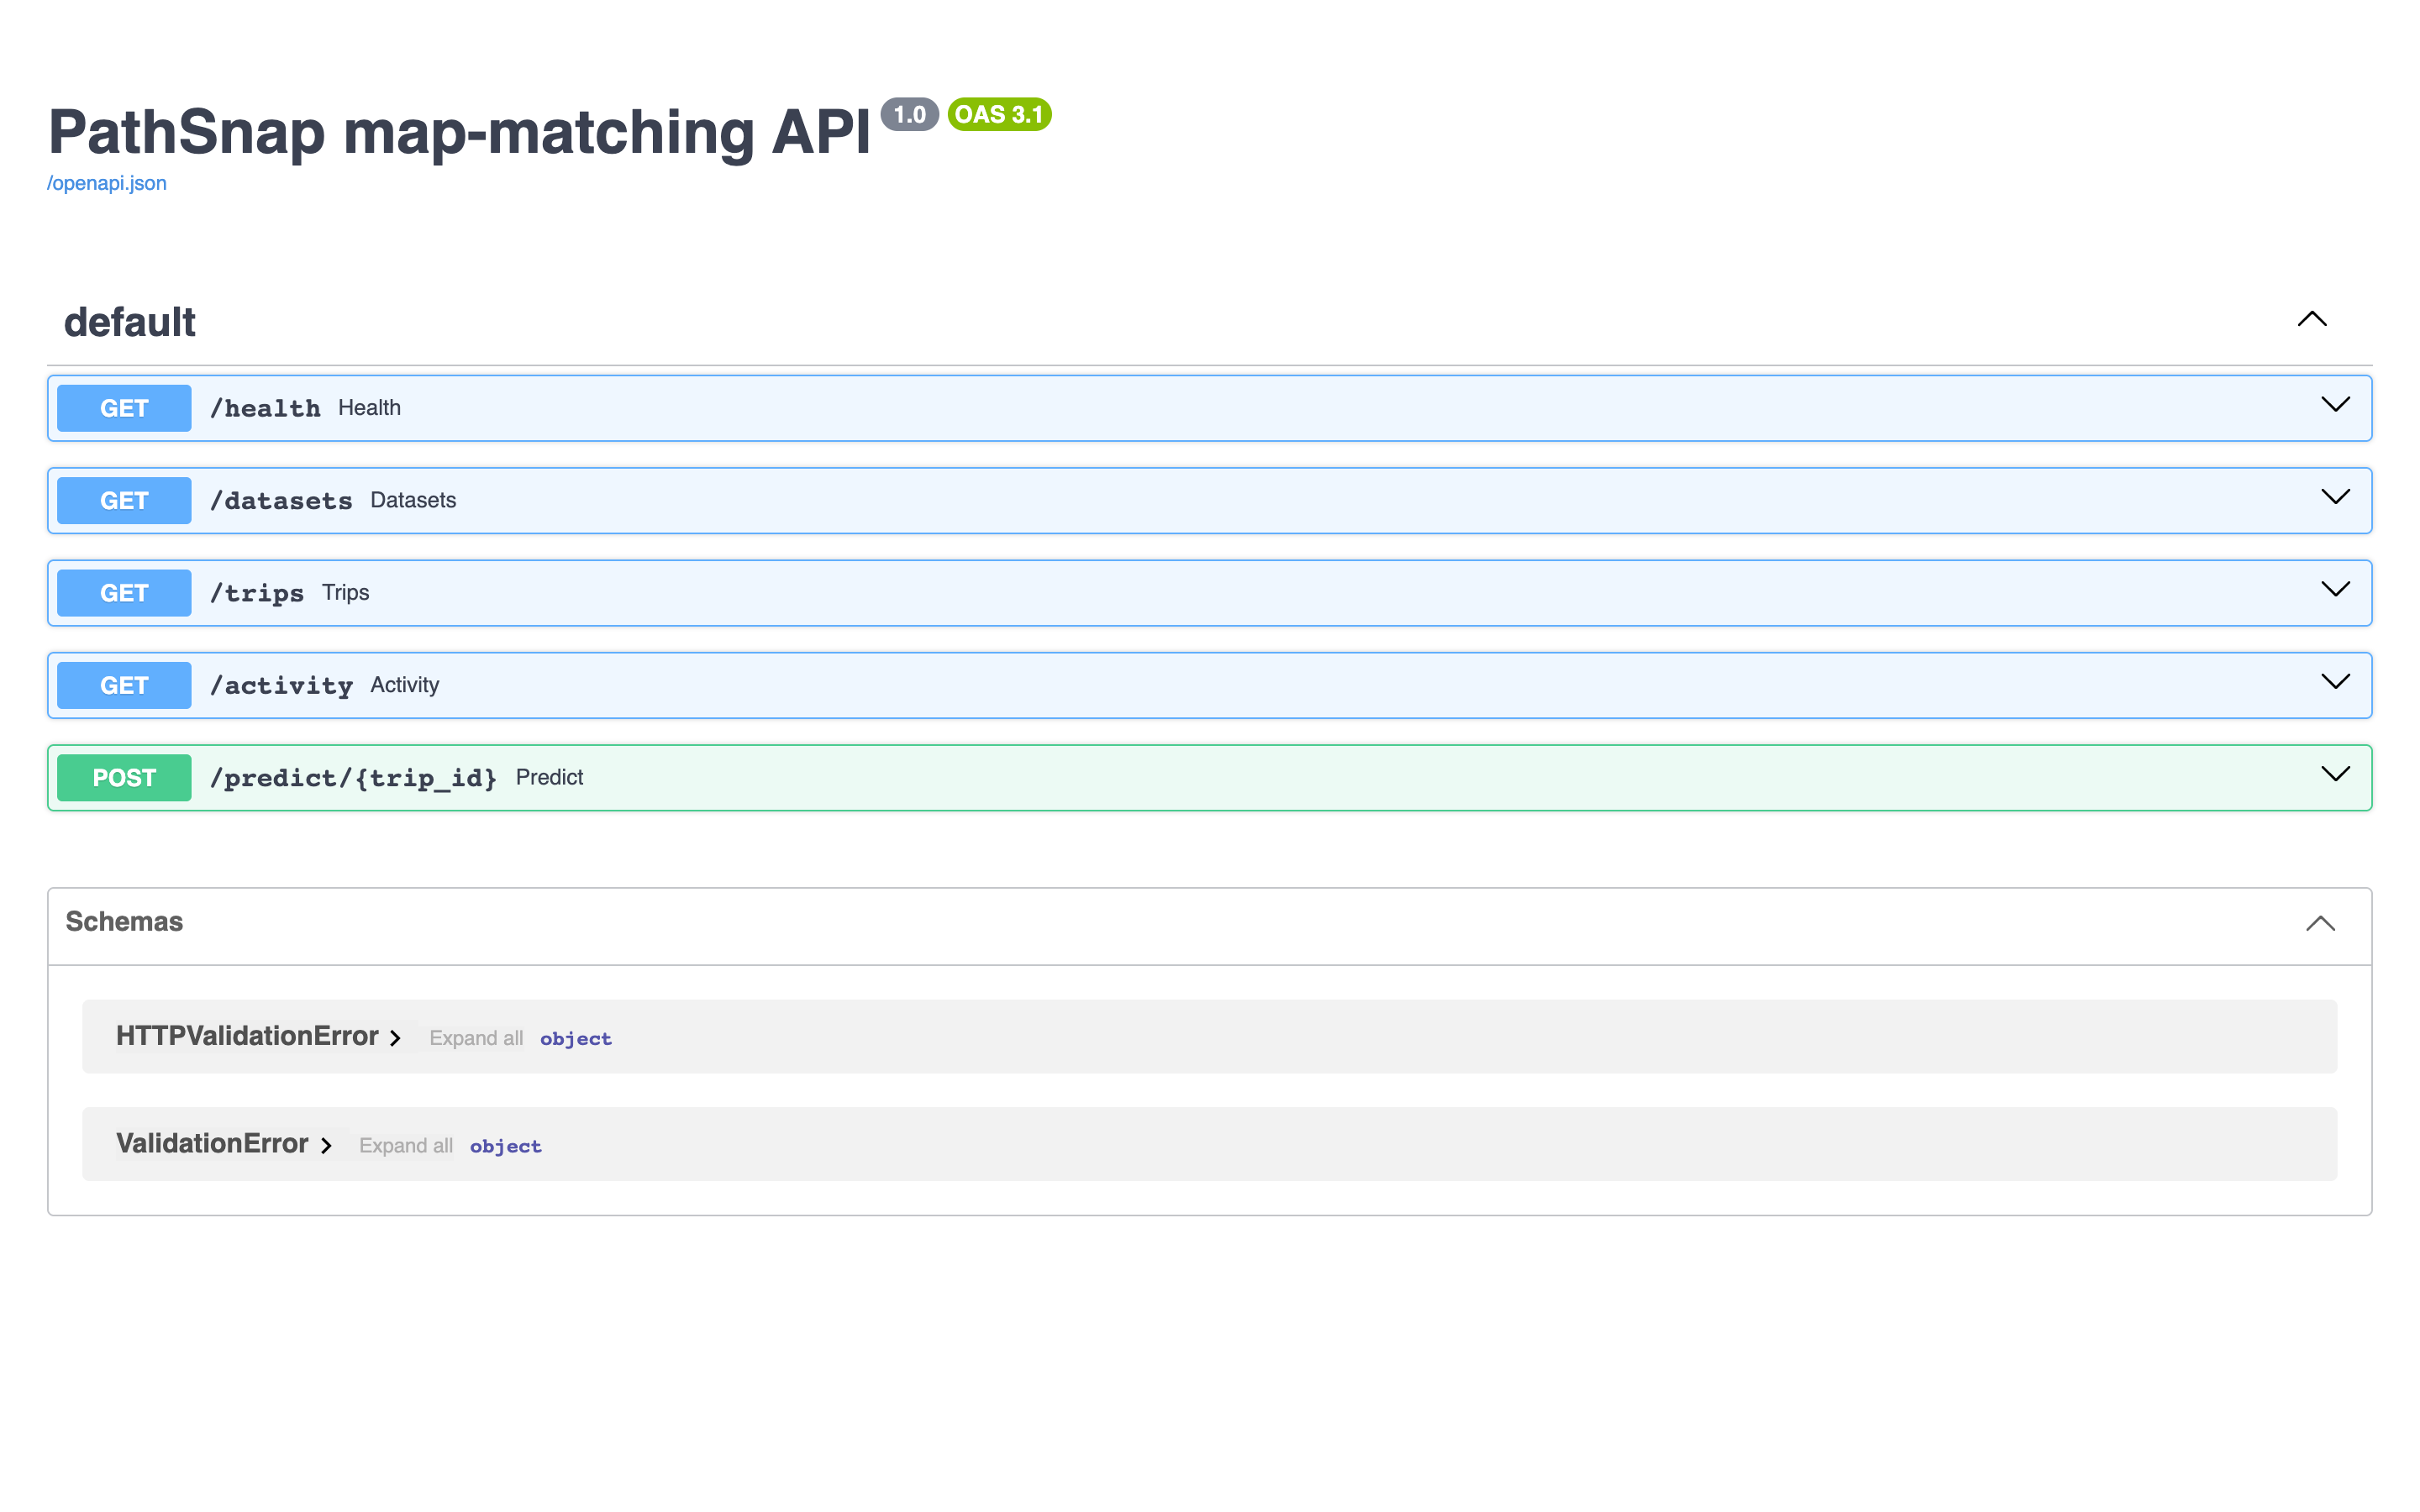 PathSnap map-matching API 1.0 OAS 3.1
/openapi.json
default
GET /health Health
GET /datasets Datasets
GET /trips Trips
GET /activity Activity
POST /predict/{trip_id} Predict
Schemas
HTTPValidationError Expand all object
ValidationError Expand all object